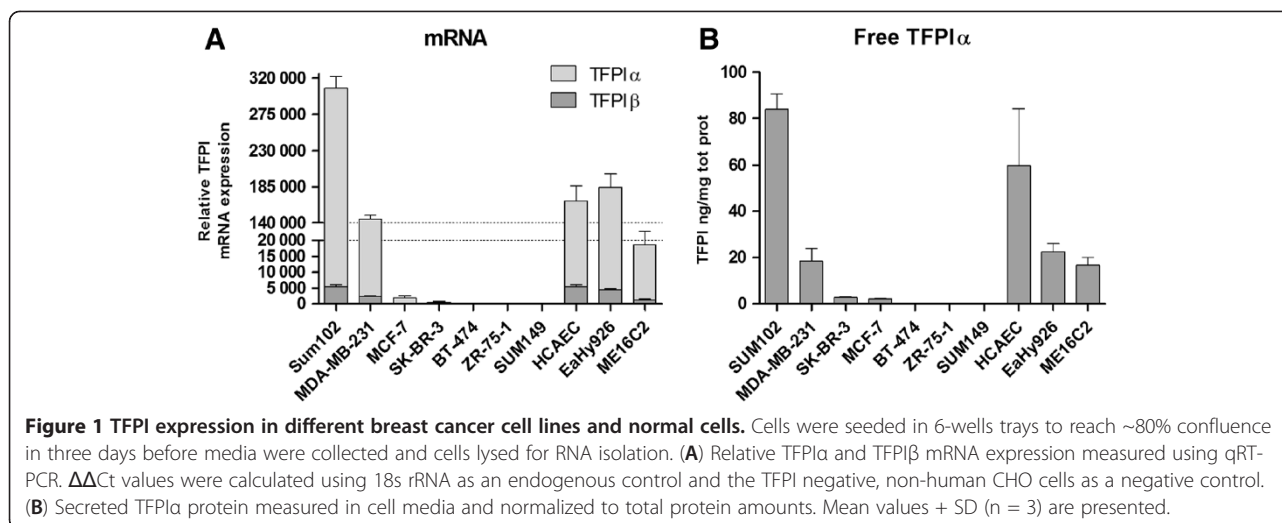 A
mRNA
Relative TFPI
mRNA expression
320 000
275 000
230 000
185 000
140 000
20 000
15 000
10 000
5 000
0
TFPIα
TFPIβ
Sum102
MDA-MB-231
MCF-7
SK-BR-3
BT-474
ZR-75-1
SUM149
HCAEC
EaHy926
ME16C2
B
Free TFPIα
TFPI ng/mg tot prot
100
80
60
40
20
0
SUM102
MDA-MB-231
SK-BR-3
MCF-7
BT-474
ZR-75-1
SUM149
HCAEC
EaHy926
ME16C2
Figure 1 TFPI expression in different breast cancer cell lines and normal cells. Cells were seeded in 6-wells trays to reach ~80% confluence
in three days before media were collected and cells lysed for RNA isolation. (A) Relative TFPIα and TFPIβ mRNA expression measured using qRT-
PCR. ΔΔCt values were calculated using 18s rRNA as an endogenous control and the TFPI negative, non-human CHO cells as a negative control.
(B) Secreted TFPIα protein measured in cell media and normalized to total protein amounts. Mean values + SD (n = 3) are presented.